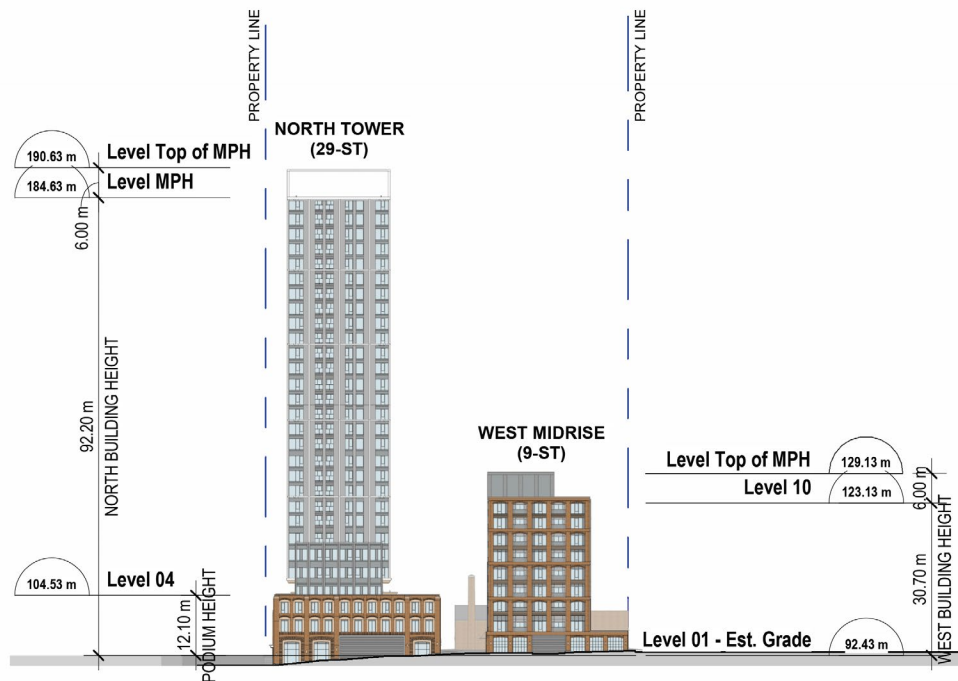 PROPERTY LINE
PROPERTY LINE
NORTH TOWER
(29-ST)
190.63 m
Level Top of MPH
184.63 m
Level MPH
6.00 m
92.20 m
NORTH BUILDING HEIGHT
WEST MIDRISE
(9-ST)
Level Top of MPH
129.13 m
Level 10
123.13 m
6.00 m
30.70 m
WEST BUILDING HEIGHT
104.53 m
Level 04
12.10 m
PODIUM HEIGHT
Level 01 - Est. Grade
92.43 m